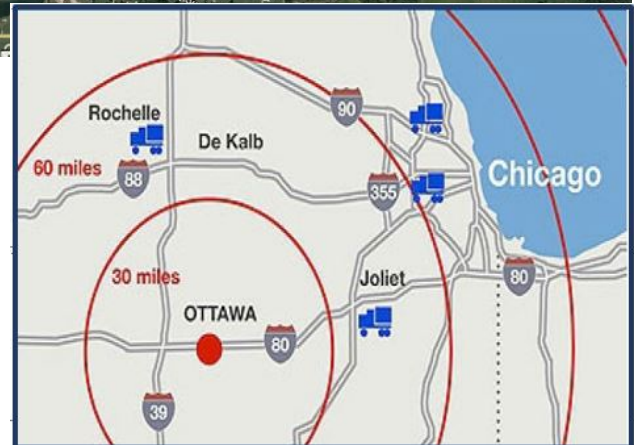 90
Rochelle
De Kalb
60 miles
88
355
Chicago
30 miles
Joliet
80
OTTAWA
80
39